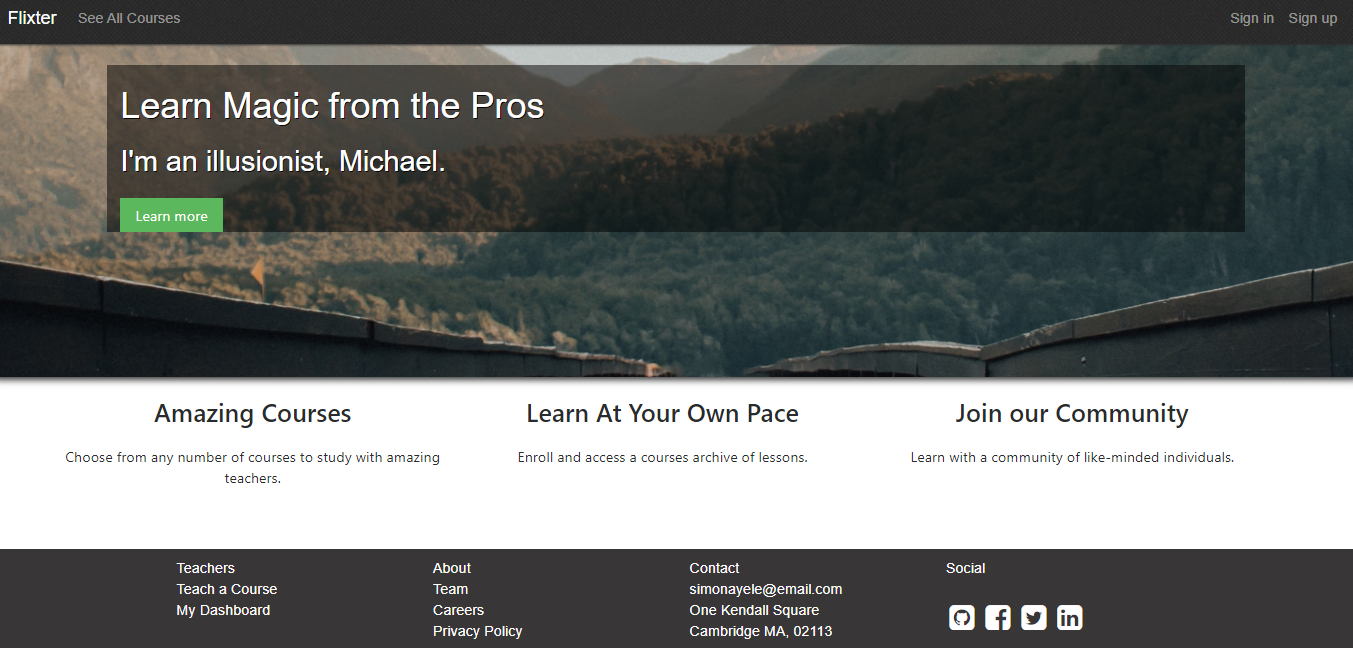 Flixter See All Courses Sign in Sign up
Learn Magic from the Pros
I'm an illusionist, Michael.
Learn more
Amazing Courses
Choose from any number of courses to study with amazing
teachers.
Learn At Your Own Pace
Enroll and access a courses archive of lessons.
Join our Community
Learn with a community of like-minded individuals.
Teachers
Teach a Course
My Dashboard
About
Team
Careers
Privacy Policy
Contact
simonayele@email.com
One Kendall Square
Cambridge MA, 02113
Social